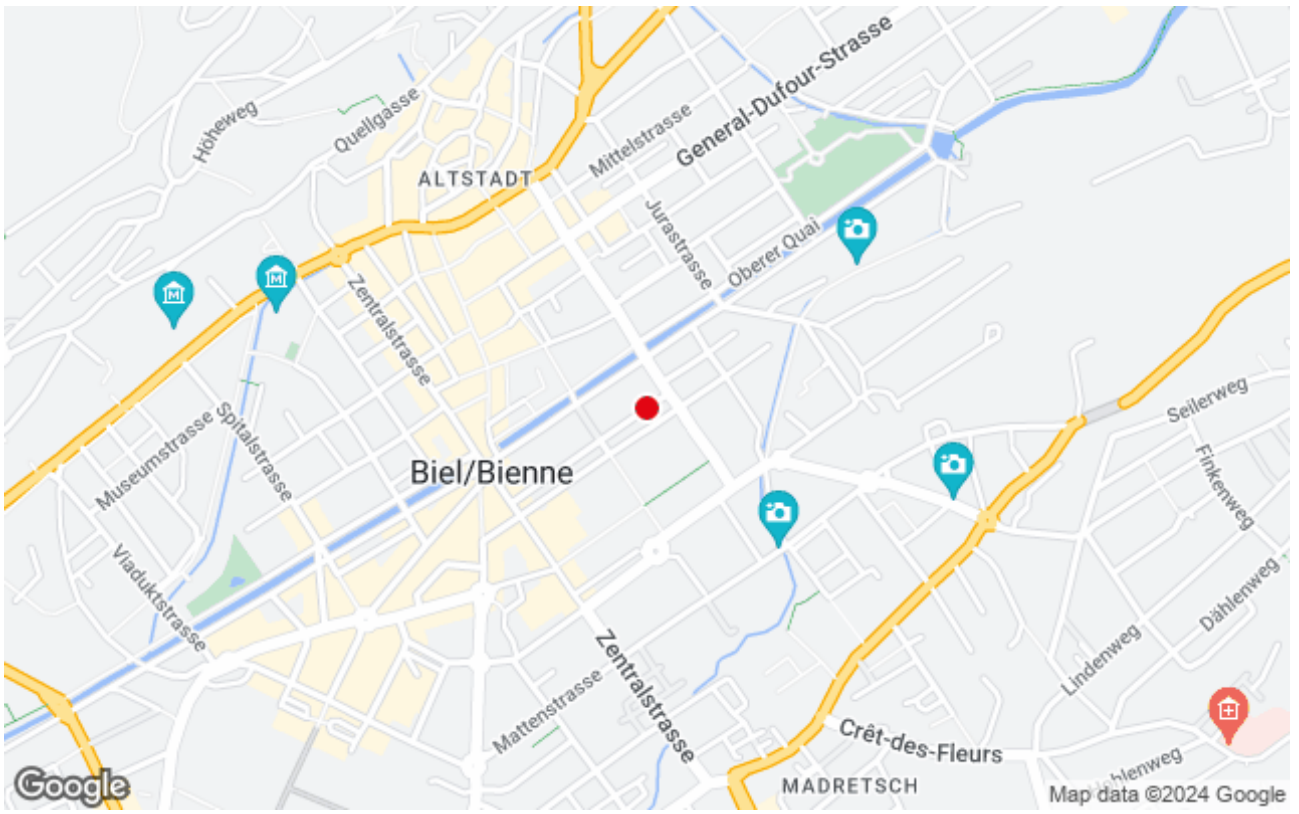 General-Dufour-Strasse
Höheweg
Quellgasse
Mittelstrasse
ALTSTADT
Jurastrasse
Oberer Quai
Zentralstrasse
Seilerweg
Museumstrasse
Spitalstrasse
Biel/Bienne
Finkenweg
Viaduktstrasse
Dählenweg
Lindenweg
Zentralstrasse
Mattenstrasse
Crêt-des-Fleurs
MADRETSCH
Google
Map data ©2024 Google